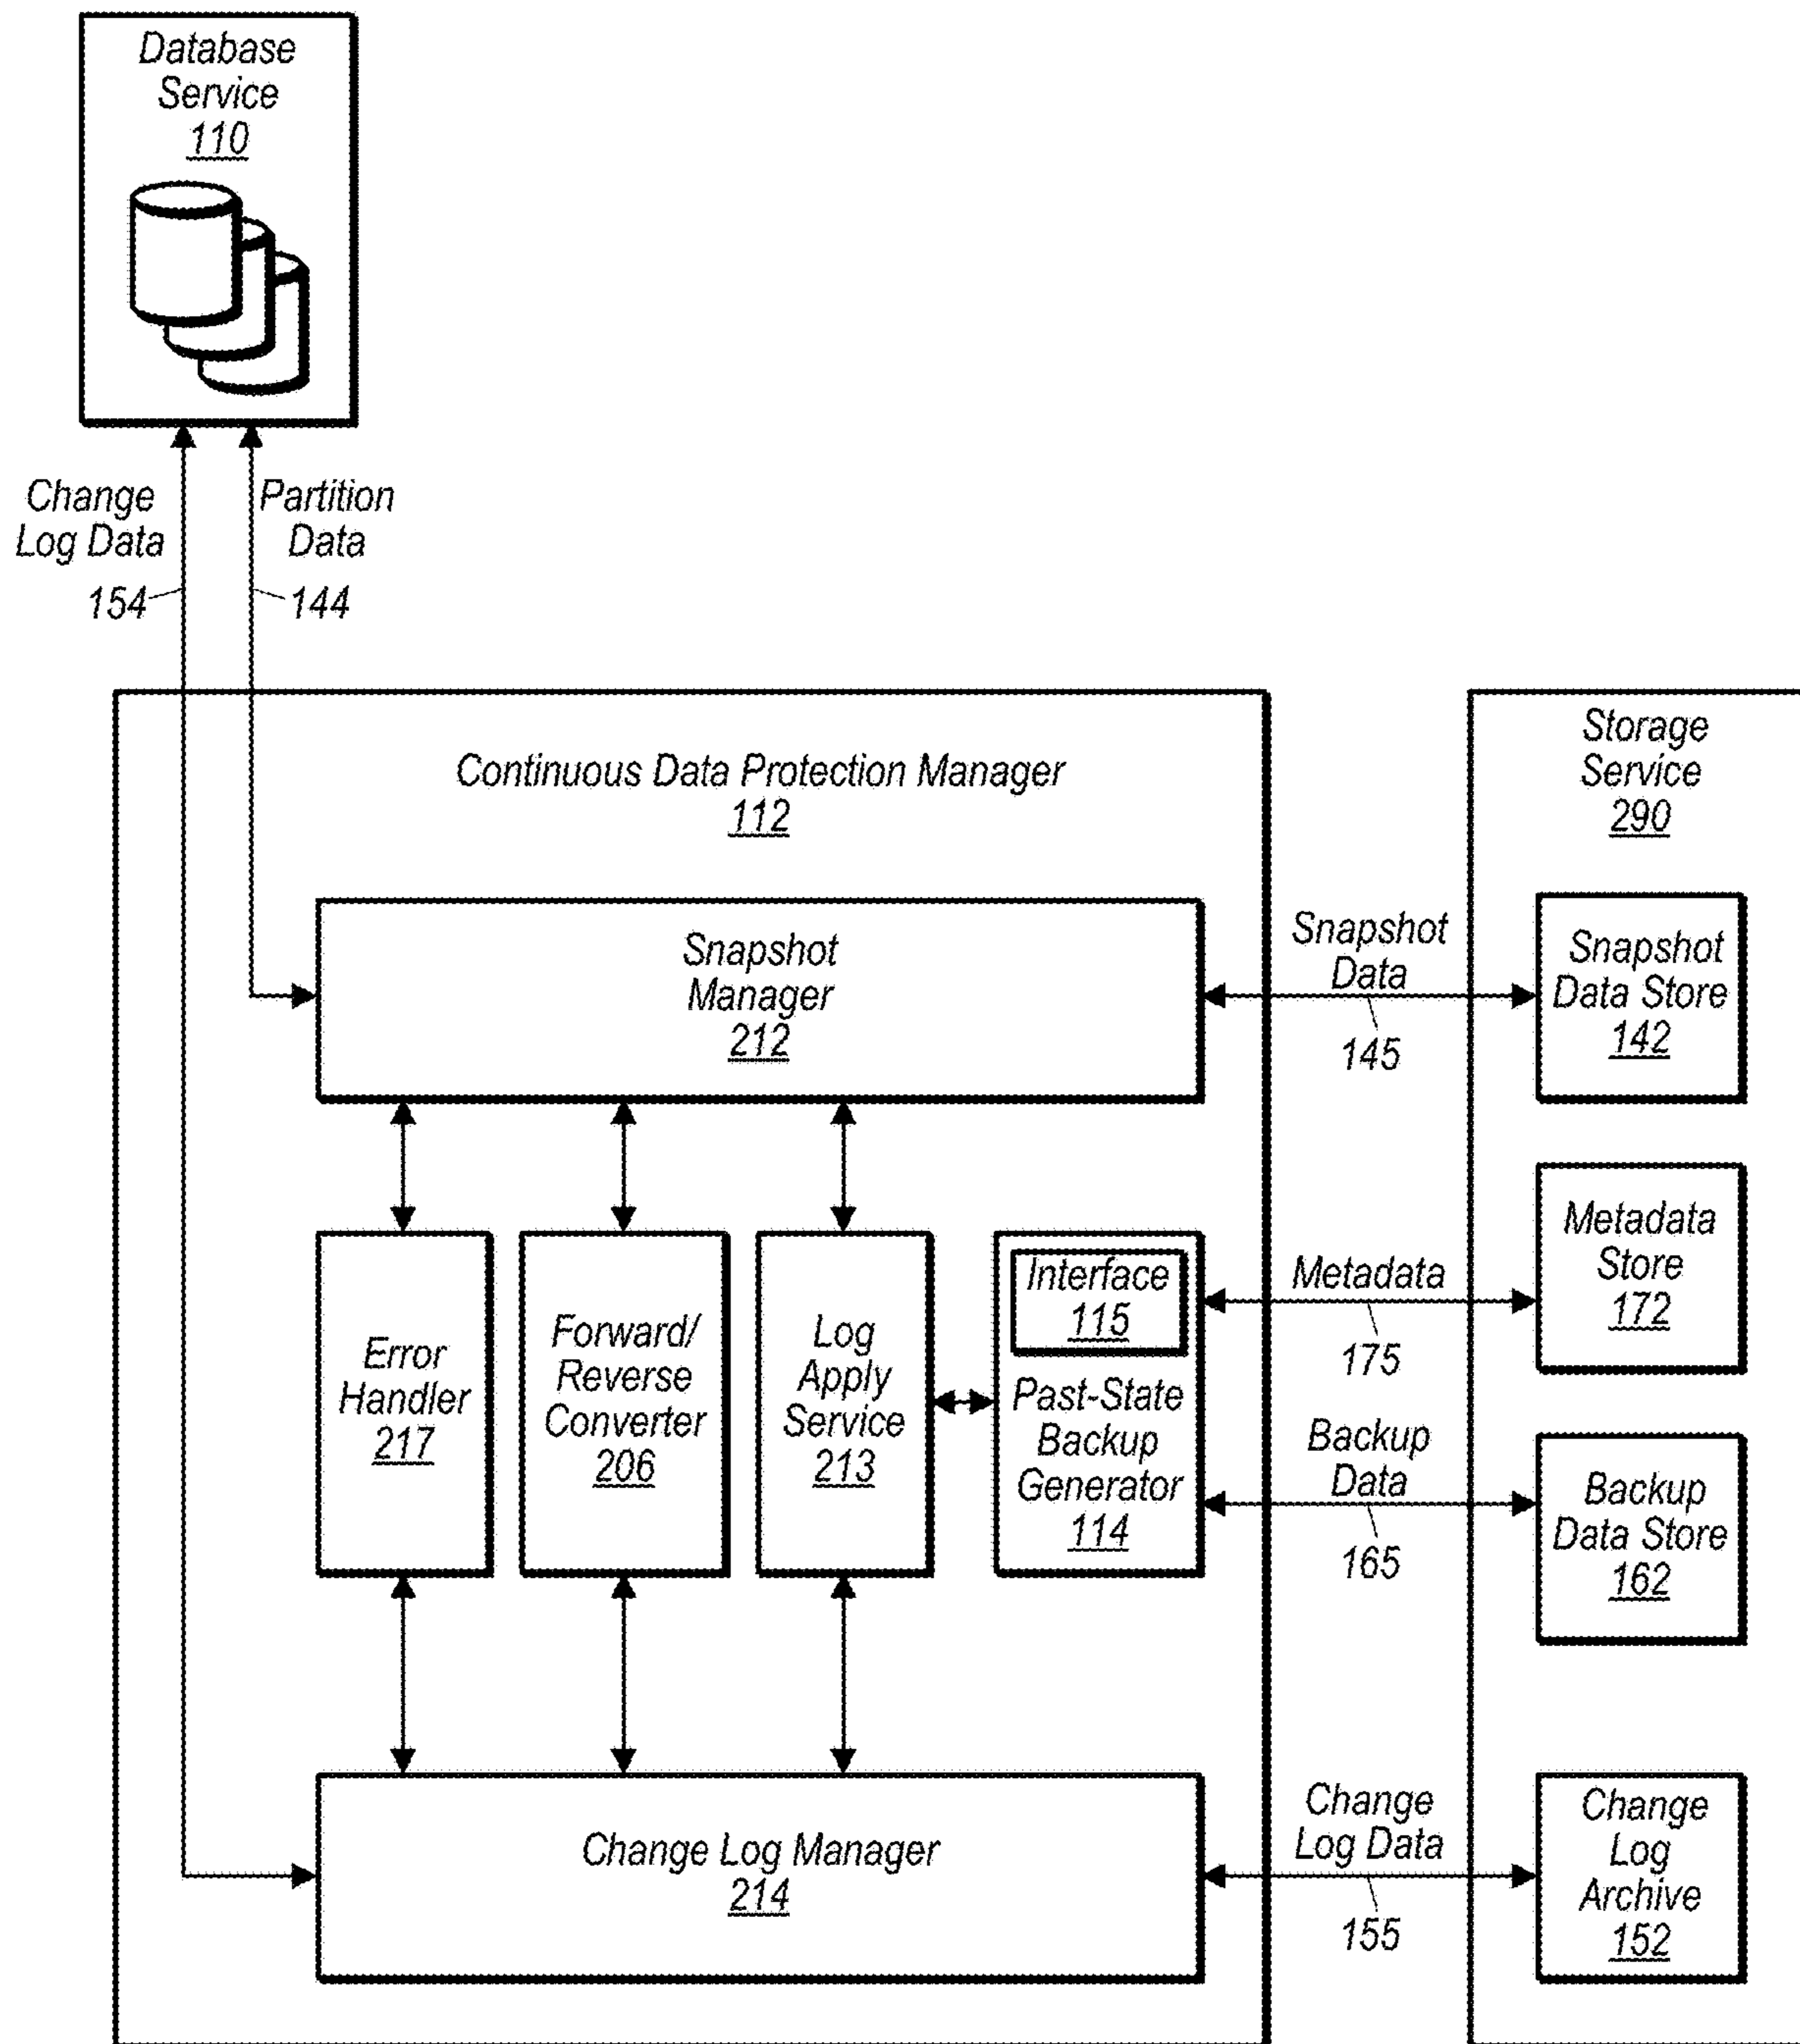 Database
Service
110
Change
Log Data
154
Partition
Data
144
Continuous Data Protection Manager
112
Storage
Service
290
Snapshot
Manager
212
Snapshot
Data
145
Snapshot
Data Store
142
Error
Handler
217
Forward/
Reverse
Converter
206
Log
Apply
Service
213
Interface
115
Past-State
Backup
Generator
114
Metadata
175
Metadata
Store
172
Backup
Data
165
Backup
Data Store
162
Change Log Manager
214
Change
Log Data
155
Change
Log
Archive
152